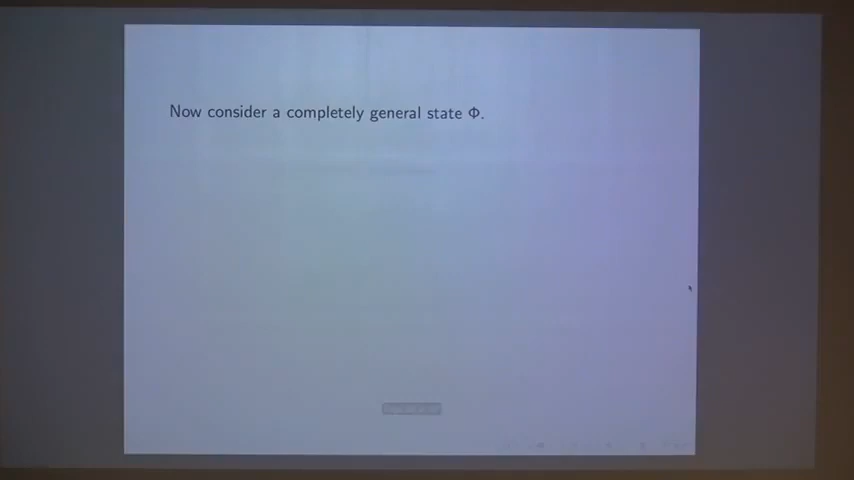 Now consider a completely general state Φ.